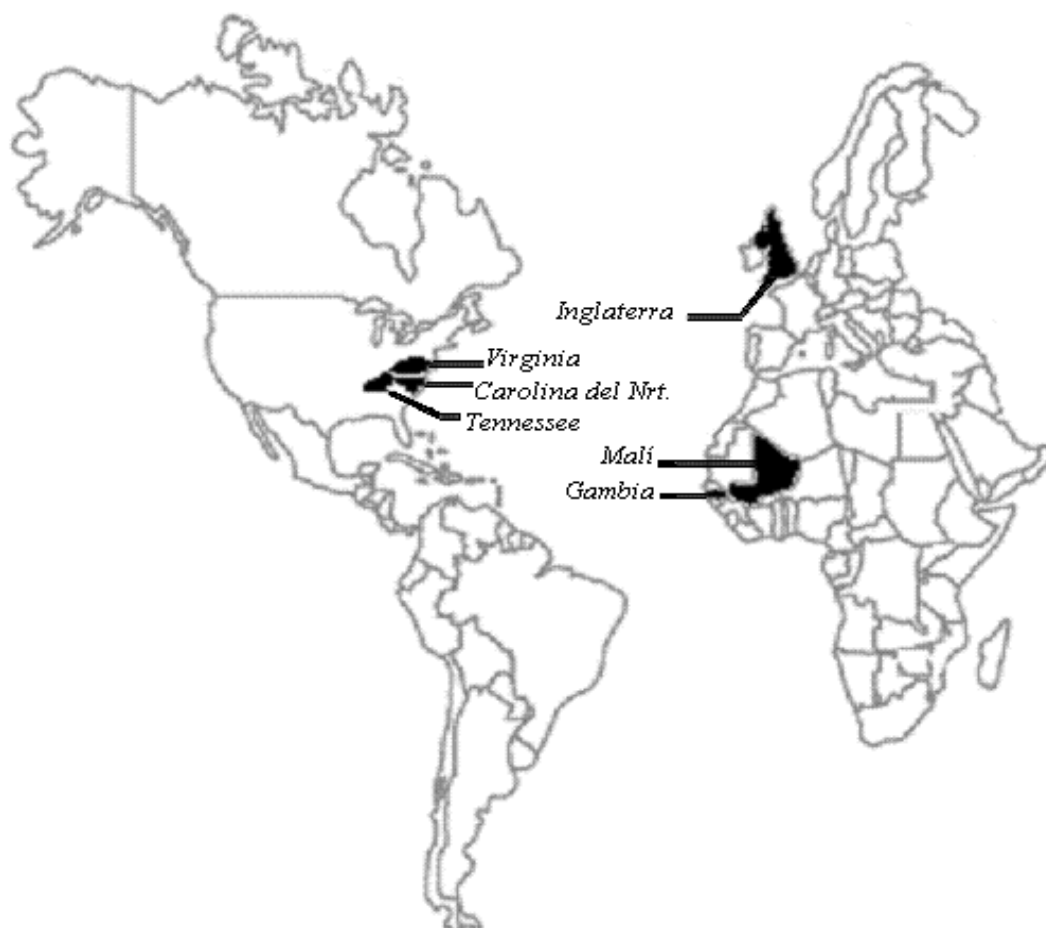 Inglaterra
Virginia
Carolina del Nrt.
Tennessee
Malí
Gambia